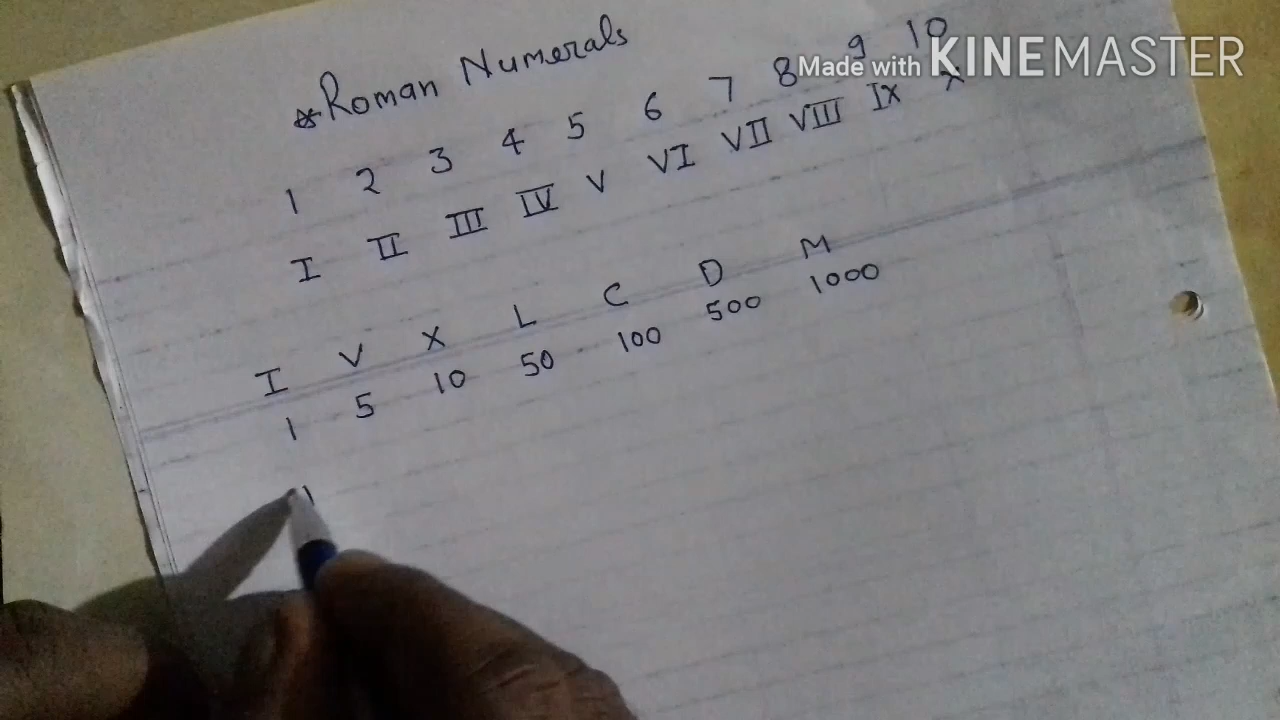 *Roman Numerals
1 2 3 4 5 6 7 8 9 10
I II III IV V VI VII VIII IX X
I V X L C D M
1 5 10 50 100 500 1000
Made with KINEMASTER